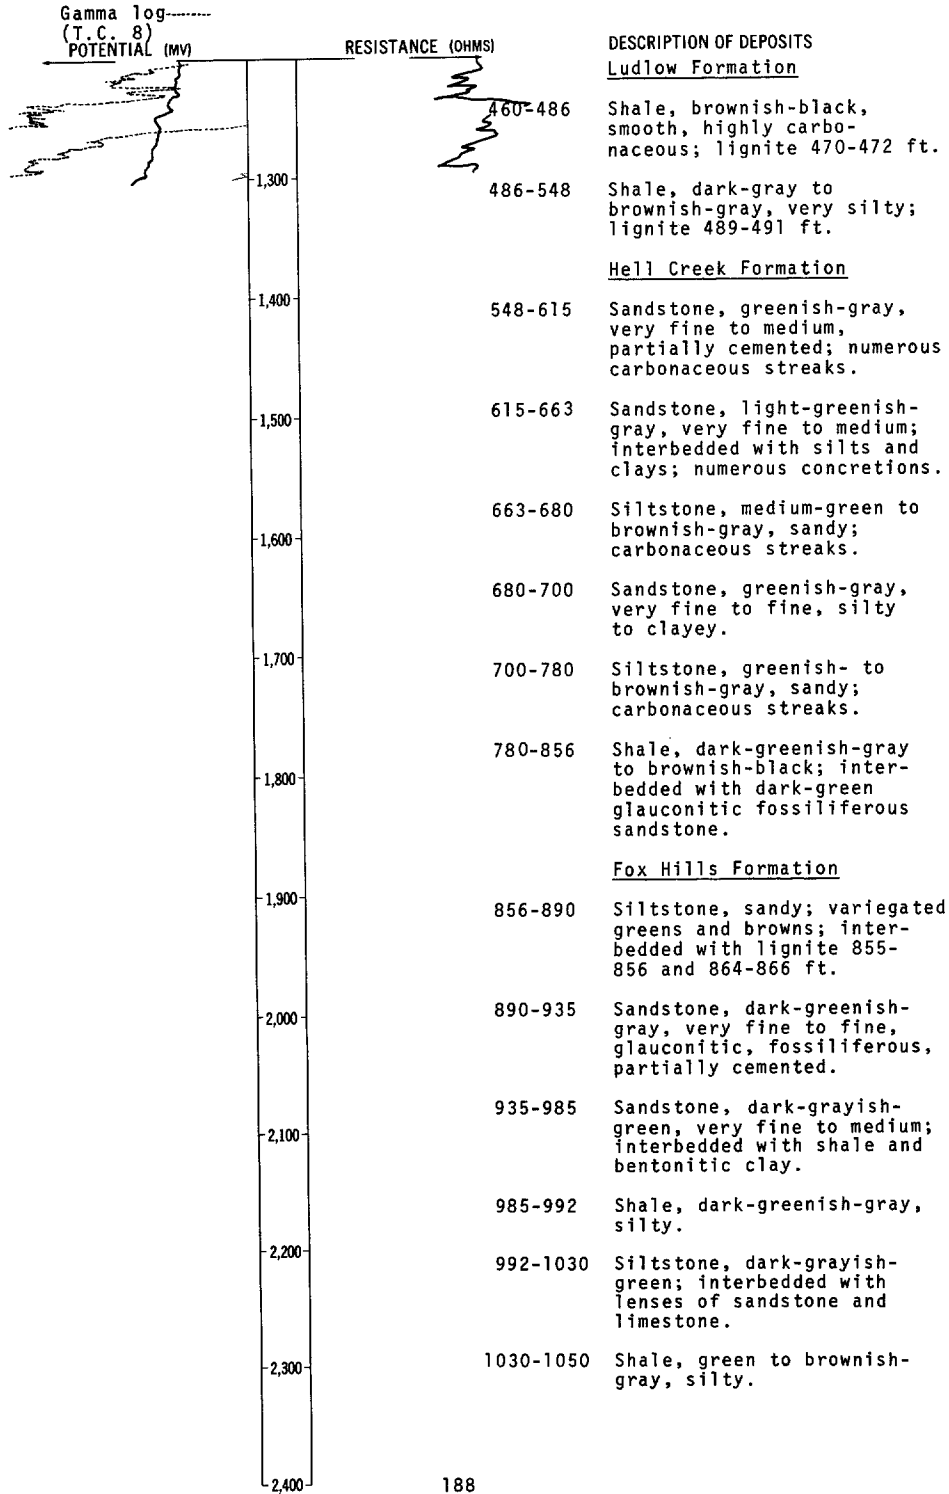 Gamma log--------
(T.C. 8)
POTENTIAL (MV)
RESISTANCE (OHMS)
DESCRIPTION OF DEPOSITS
Ludlow Formation
460-486 Shale, brownish-black,
smooth, highly carbo-
naceous; lignite 470-472 ft.
1,300
486-548 Shale, dark-gray to
brownish-gray, very silty;
lignite 489-491 ft.
Hell Creek Formation
1,400
548-615 Sandstone, greenish-gray,
very fine to medium,
partially cemented; numerous
carbonaceous streaks.
1,500
615-663 Sandstone, light-greenish-
gray, very fine to medium;
interbedded with silts and
clays; numerous concretions.
663-680 Siltstone, medium-green to
brownish-gray, sandy;
carbonaceous streaks.
1,600
680-700 Sandstone, greenish-gray,
very fine to fine, silty
to clayey.
1,700
700-780 Siltstone, greenish- to
brownish-gray, sandy;
carbonaceous streaks.
780-856 Shale, dark-greenish-gray
to brownish-black; inter-
bedded with dark-green
glauconitic fossiliferous
sandstone.
1,800
Fox Hills Formation
1,900
856-890 Siltstone, sandy; variegated
greens and browns; inter-
bedded with lignite 855-
856 and 864-866 ft.
2,000
890-935 Sandstone, dark-greenish-
gray, very fine to fine,
glauconitic, fossiliferous,
partially cemented.
935-985 Sandstone, dark-grayish-
green, very fine to medium;
interbedded with shale and
bentonitic clay.
2,100
985-992 Shale, dark-greenish-gray,
silty.
2,200
992-1030 Siltstone, dark-grayish-
green; interbedded with
lenses of sandstone and
limestone.
2,300
1030-1050 Shale, green to brownish-
gray, silty.
2,400
188